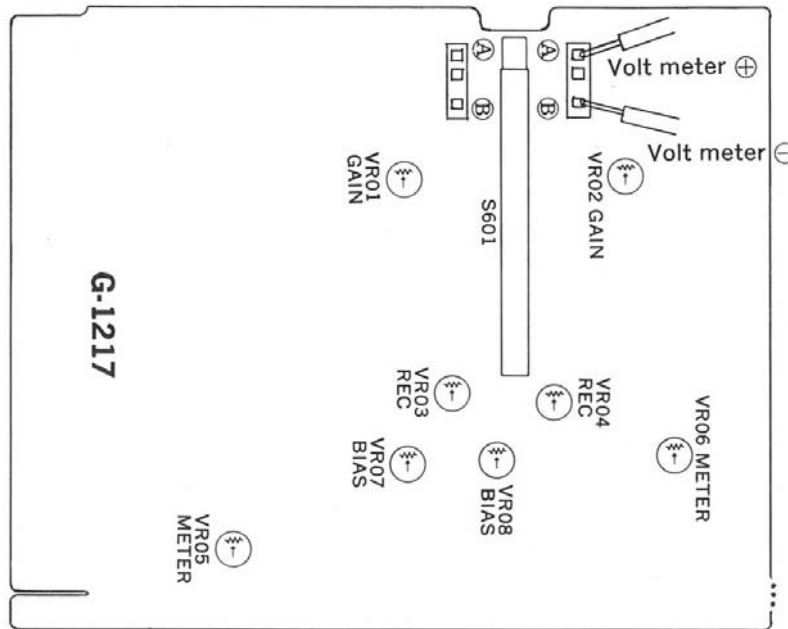 A
A
Volt meter ⊕
B
B
Volt meter ⊖
VR01
GAIN
VR02 GAIN
S601
G-1217
VR03
REC
VR04
REC
VR06 METER
VR07
BIAS
VR08
BIAS
VR05
METER